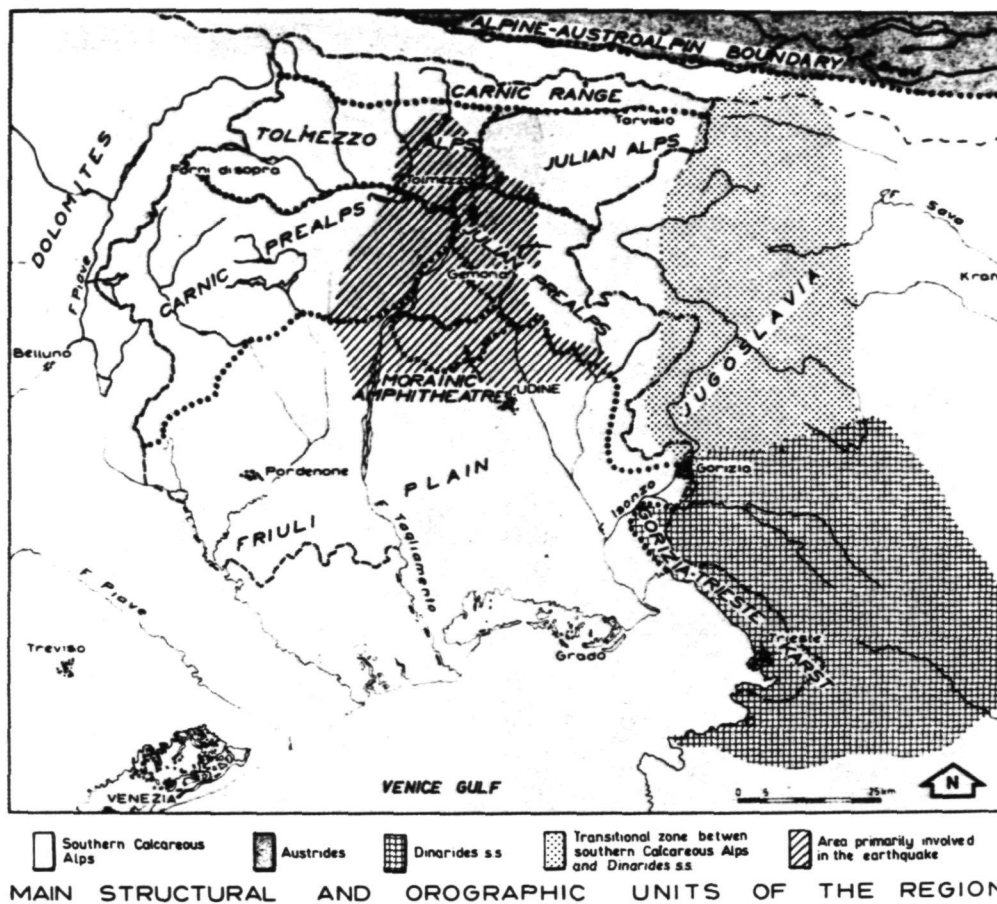 ALPINE-AUSTROALPIN BOUNDARY
CARNIC RANGE
Tarvisio
TOLMEZZO
ALPS
JULIAN ALPS
Forni di sopra
Tolmezzo
DOLOMITES
CARNIC PREALPS
JULIAN PREALPS
F. Sava
Gemona
Kran
F. Piave
JUGOSLAVIA
Belluno
MORAINIC
AMPHITHEATRE
UDINE
Pordenone
PLAIN
Gorizia
F. Isonzo
FRIULI
F. Tagliamento
GORIZIA-TRIESTE
KARST
F. Piave
Trieste
Treviso
Grado
VENEZIA
VENICE GULF
0 5 25km
N
Southern Calcareous
Alps
Austrides
Dinarides s.s
Transitional zone betwen
southern Calcareous Alps
and Dinarides s.s.
Area primarily involved
in the earthquake
MAIN STRUCTURAL AND OROGRAPHIC UNITS OF THE REGION